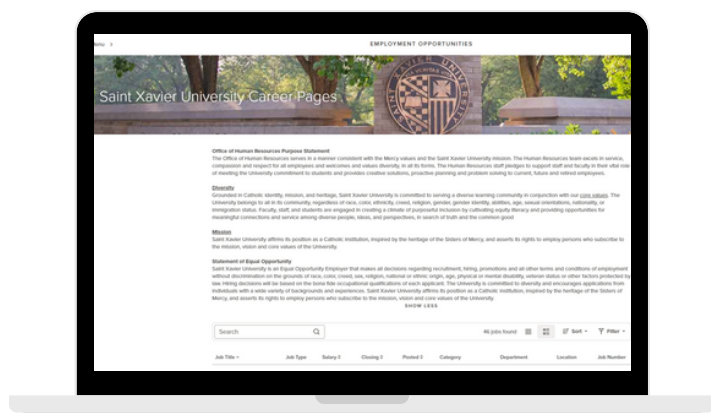 Menu
EMPLOYMENT OPPORTUNITIES
SAINT XAVIER UNIVERSITY
Saint Xavier University Career Pages
Office of Human Resources Purpose Statement
The Office of Human Resources serves in a manner consistent with the Mercy values and the Saint Xavier University mission. The Human Resources team excels in service,
compassion and respect for all employees and welcomes and values diversity, in all its forms. The Human Resources staff pledges to support staff and faculty in their vital role
of meeting the University commitment to students and provides creative solutions, proactive planning and problem solving to current, future and retired employees.
Diversity
Grounded in Catholic identity, mission, and heritage, Saint Xavier University is committed to serving a diverse learning community in conjunction with our core values. The
University belongs to all in its community, regardless of race, color, ethnicity, creed, religion, gender, gender identity, abilities, age, sexual orientations, nationality, or
immigration status. Faculty, staff, and students are engaged in creating a climate of purposeful inclusion by cultivating equity literacy and providing opportunities for
meaningful connections and service among diverse people, ideas, and perspectives, in search of truth and the common good
Mission
Saint Xavier University affirms its position as a Catholic institution, inspired by the heritage of the Sisters of Mercy, and asserts its rights to employ persons who subscribe to
the mission, vision and core values of the University.
Statement of Equal Opportunity
Saint Xavier University is an Equal Opportunity Employer that makes all decisions regarding recruitment, hiring, promotions and all other terms and conditions of employment
without discrimination on the grounds of race, color, creed, sex, religion, national or ethnic origin, age, physical or mental disability, veteran status or other factors protected by
law. Hiring decisions will be based on the bona fide occupational qualifications of each applicant. The University is committed to diversity and encourages applications from
individuals with a wide variety of backgrounds and experiences. Saint Xavier University affirms its position as a Catholic institution, inspired by the heritage of the Sisters of
Mercy, and asserts its rights to employ persons who subscribe to the mission, vision and core values of the University.
SHOW LESS
Search 46 jobs found Sort Filter
Job Title Job Type Salary Closing Posted Category Department Location Job Number